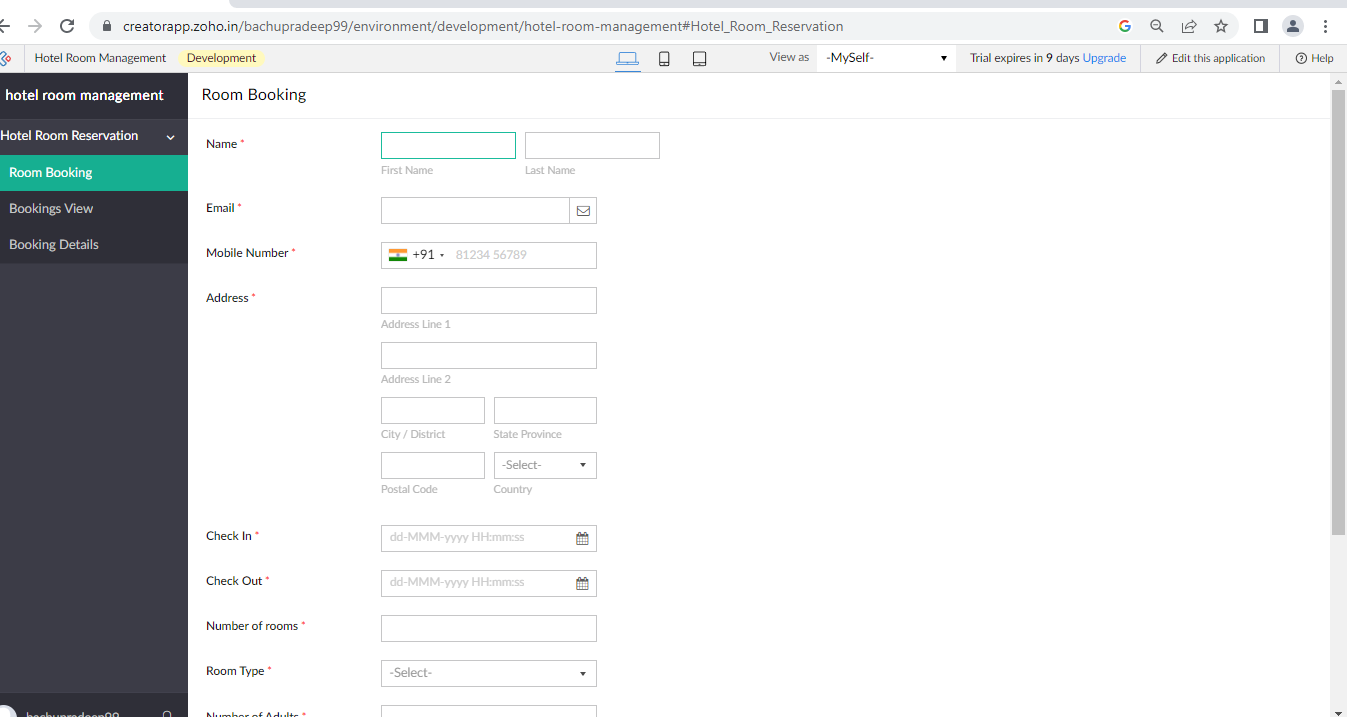 creatorapp.zoho.in/bachupradeep99/environment/development/hotel-room-management#Hotel_Room_Reservation
Hotel Room Management Development View as -MySelf- Trial expires in 9 days Upgrade Edit this application Help
hotel room management
Hotel Room Reservation
Room Booking
Bookings View
Booking Details
bachupradeep99
Room Booking
Name *
First Name Last Name
Email *
Mobile Number * +91 81234 56789
Address *
Address Line 1
Address Line 2
City / District State Province
-Select-
Postal Code Country
Check In * dd-MMM-yyyy HH:mm:ss
Check Out * dd-MMM-yyyy HH:mm:ss
Number of rooms *
Room Type * -Select-
Number of Adults *